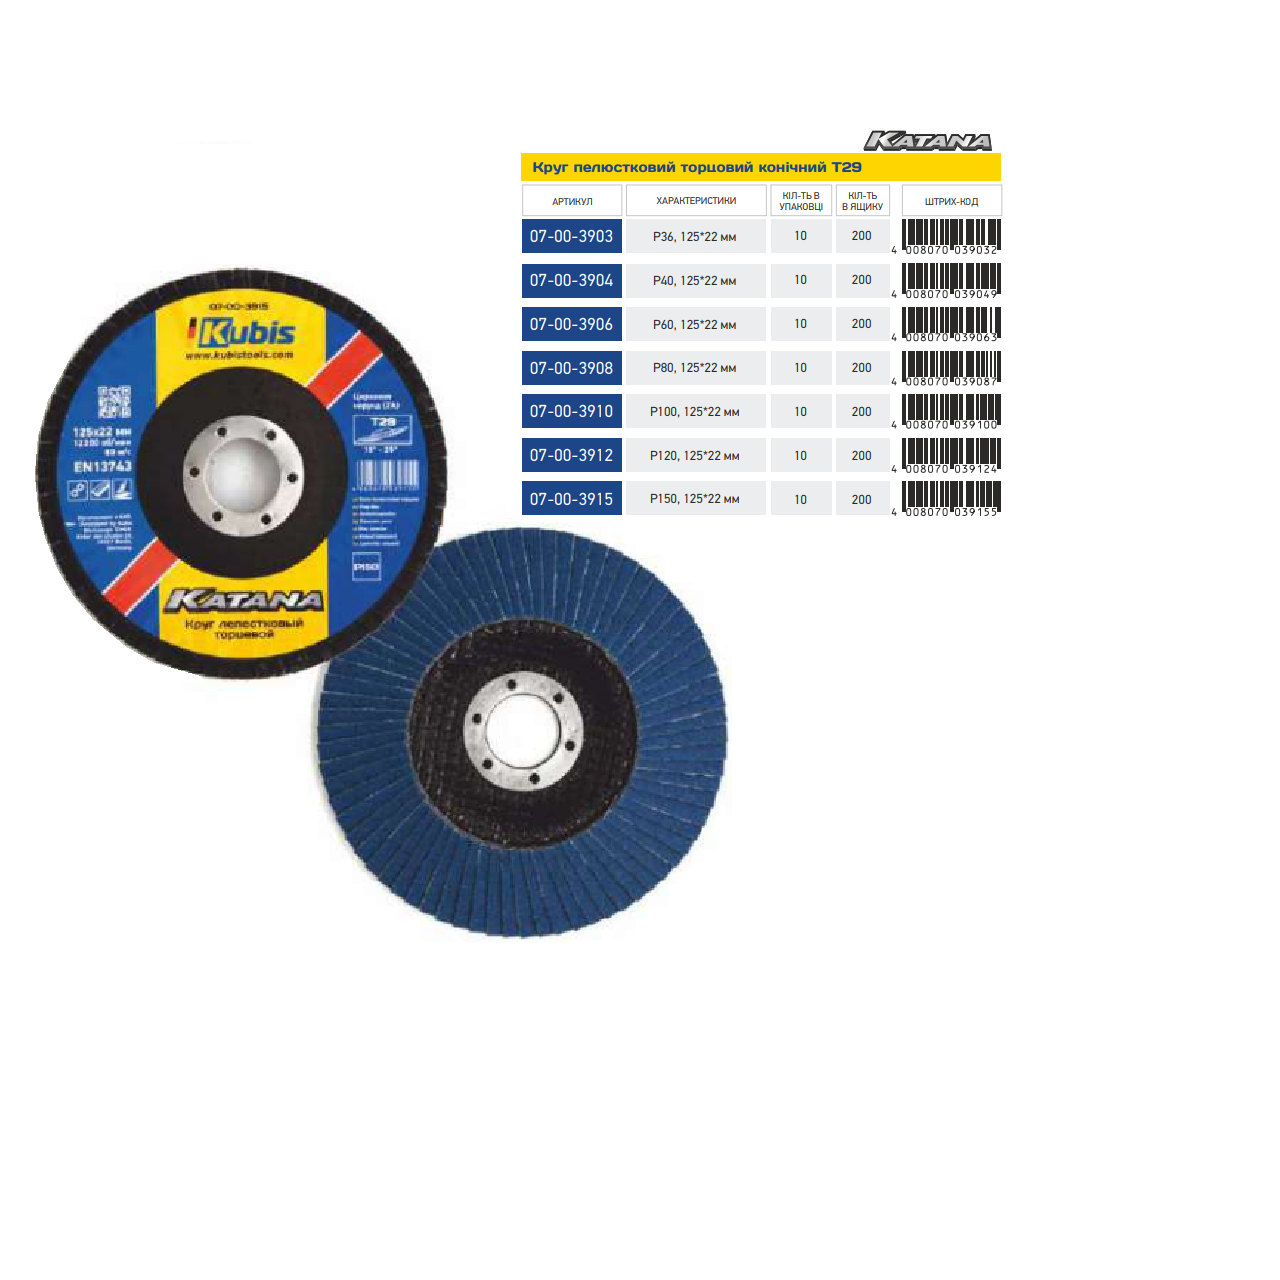 KATANA
Круг пелюстковий торцовий конічний T29
АРТИКУЛ ХАРАКТЕРИСТИКИ КІЛ-ТЬ В УПАКОВЦІ КІЛ-ТЬ В ЯЩИКУ ШТРИХ-КОД
07-00-3903 P36, 125*22 мм 10 200 4 008070 039032
07-00-3904 P40, 125*22 мм 10 200 4 008070 039049
07-00-3906 P60, 125*22 мм 10 200 4 008070 039063
07-00-3908 P80, 125*22 мм 10 200 4 008070 039087
07-00-3910 P100, 125*22 мм 10 200 4 008070 039100
07-00-3912 P120, 125*22 мм 10 200 4 008070 039124
07-00-3915 P150, 125*22 мм 10 200 4 008070 039155
07-00-3915
Kubis
www.kubistools.com
125x22 мм
12200 об/мин
EN13743
T29
15° - 25°
P150
KATANA
Круг лепестковый
торцевой